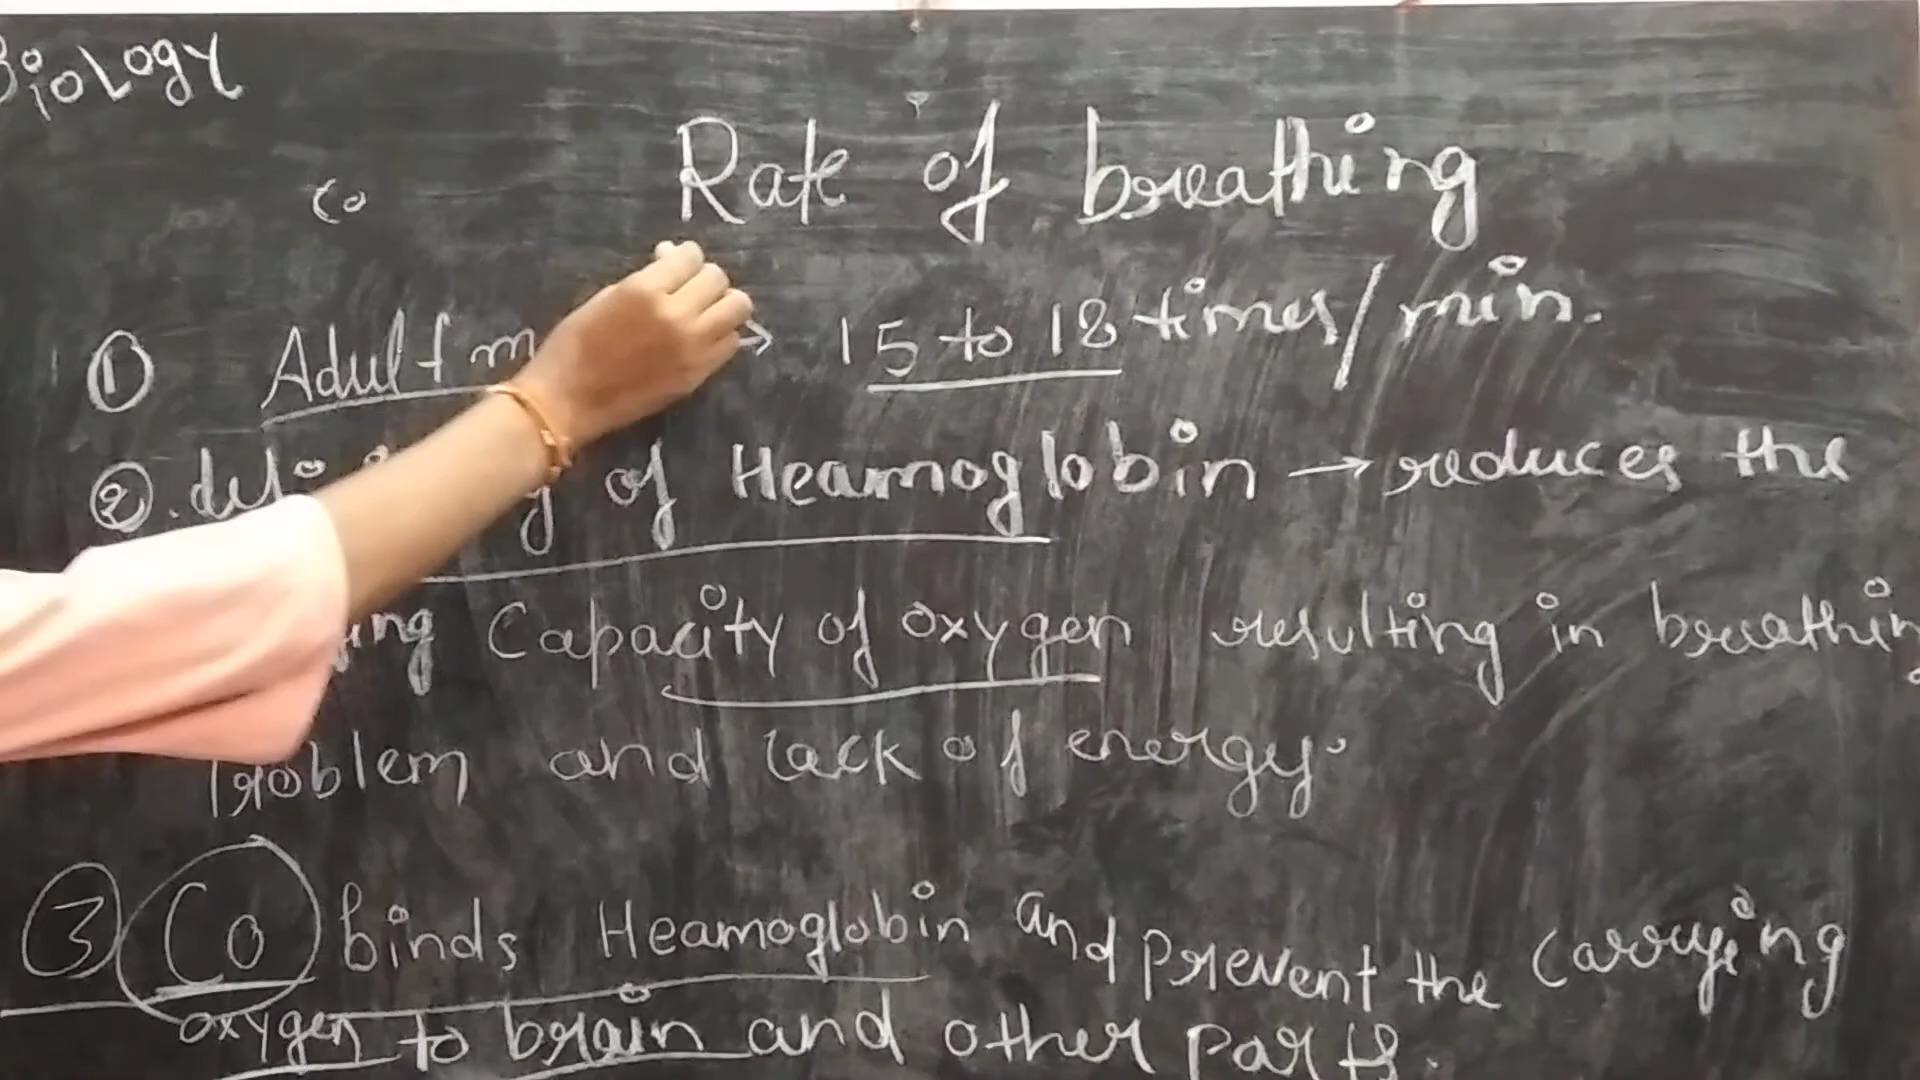 Biology
Rate of breathing
Co
① Adult → 15 to 18 times/min.
②. of Heamoglobin → reduces the
Capacity of oxygen resulting in breathing
Problem and lack of energy.
③ Co binds Heamoglobin and prevent the carrying
oxygen to brain and other parts.